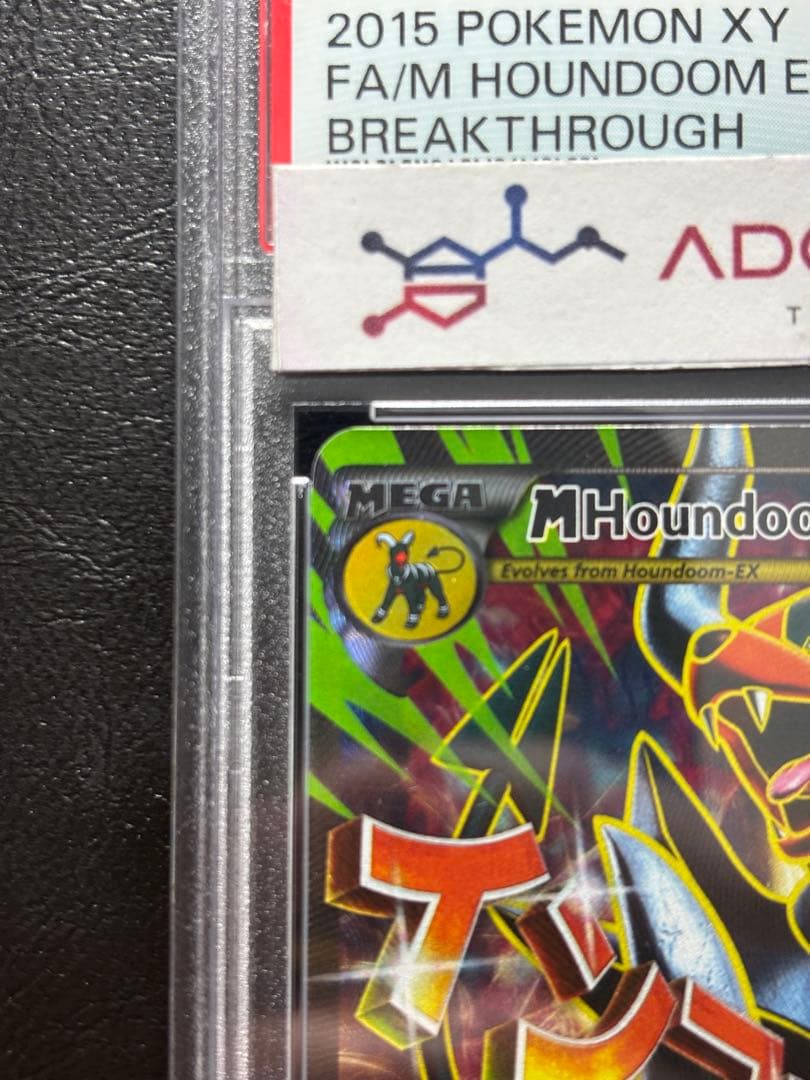 2015 POKEMON XY
FA/M HOUNDOOM E
BREAKTHROUGH
ADO
T
MEGA
MHoundoo
Evolves from Houndoom-EX